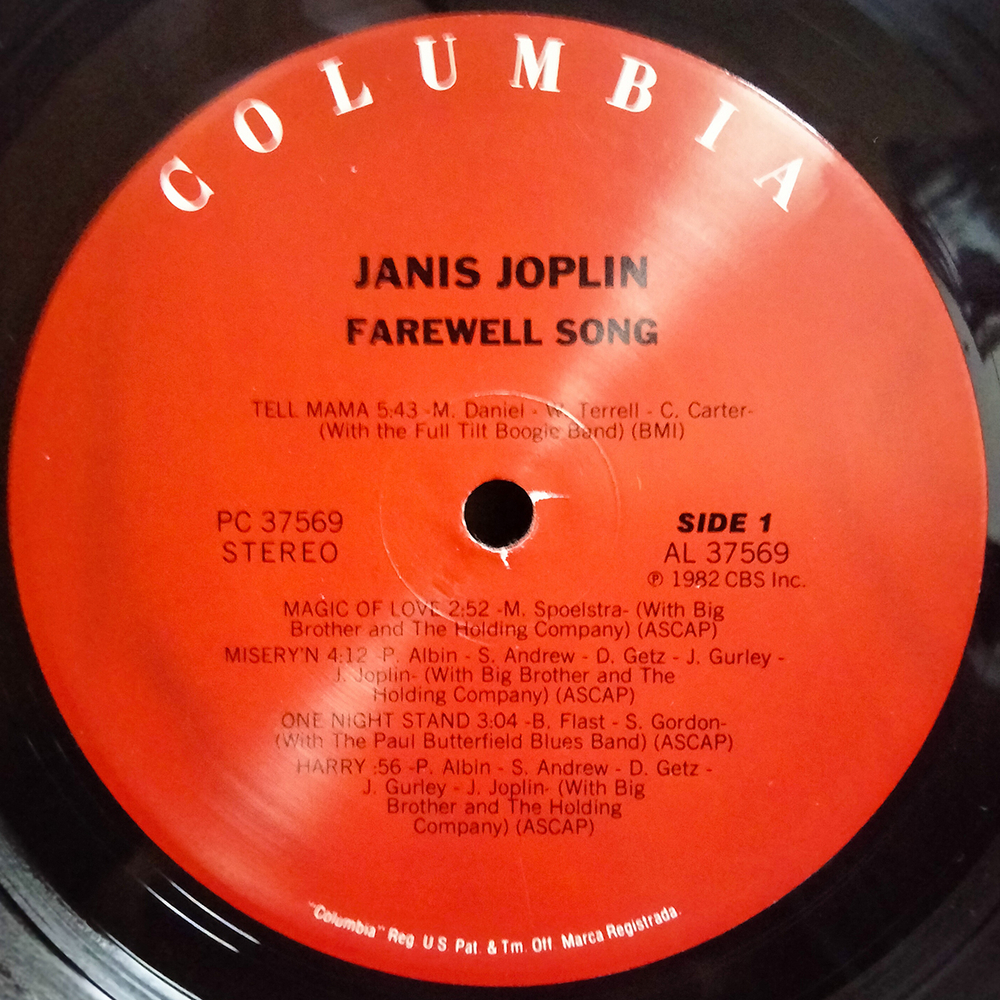 COLUMBIA
JANIS JOPLIN
FAREWELL SONG
TELL MAMA 5:43 -M. Daniel - W. Terrell - C. Carter-
(With the Full Tilt Boogie Band) (BMI)
PC 37569
STEREO
SIDE 1
AL 37569
℗ 1982 CBS Inc.
MAGIC OF LOVE 2:52 -M. Spoelstra- (With Big
Brother and The Holding Company) (ASCAP)
MISERY'N 4:12 -P. Albin - S. Andrew - D. Getz - J. Gurley -
J. Joplin- (With Big Brother and The
Holding Company) (ASCAP)
ONE NIGHT STAND 3:04 -B. Flast - S. Gordon-
(With The Paul Butterfield Blues Band) (ASCAP)
HARRY :56 -P. Albin - S. Andrew - D. Getz -
J. Gurley - J. Joplin- (With Big
Brother and The Holding
Company) (ASCAP)
"Columbia" Reg. U S Pat. & Tm. Off. Marca Registrada.